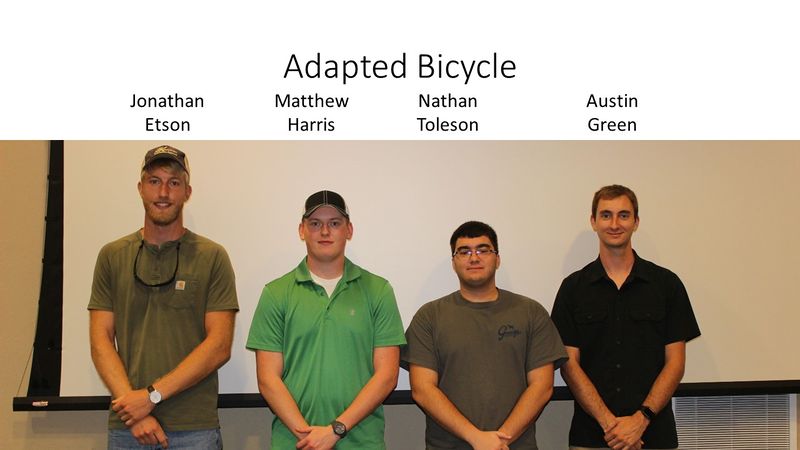 Adapted Bicycle
Jonathan Matthew Nathan Austin
Etson Harris Toleson Green